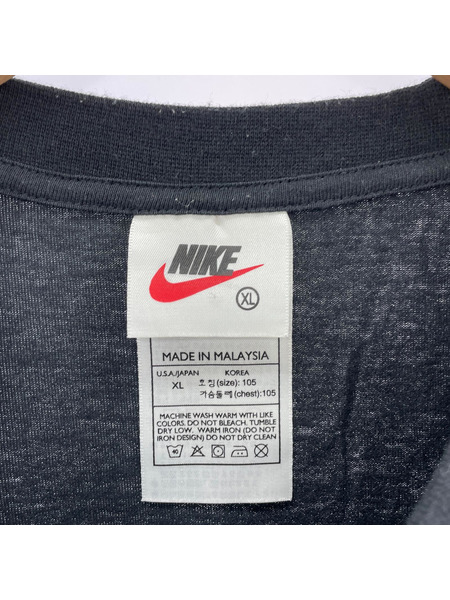 NIKE
XL
MADE IN MALAYSIA
U.S.A./JAPAN KOREA
XL 호칭(size): 105
가슴둘레(chest):105
MACHINE WASH WARM WITH LIKE
COLORS. DO NOT BLEACH. TUMBLE
DRY LOW. WARM IRON (DO NOT
IRON DESIGN) DO NOT DRY CLEAN
40